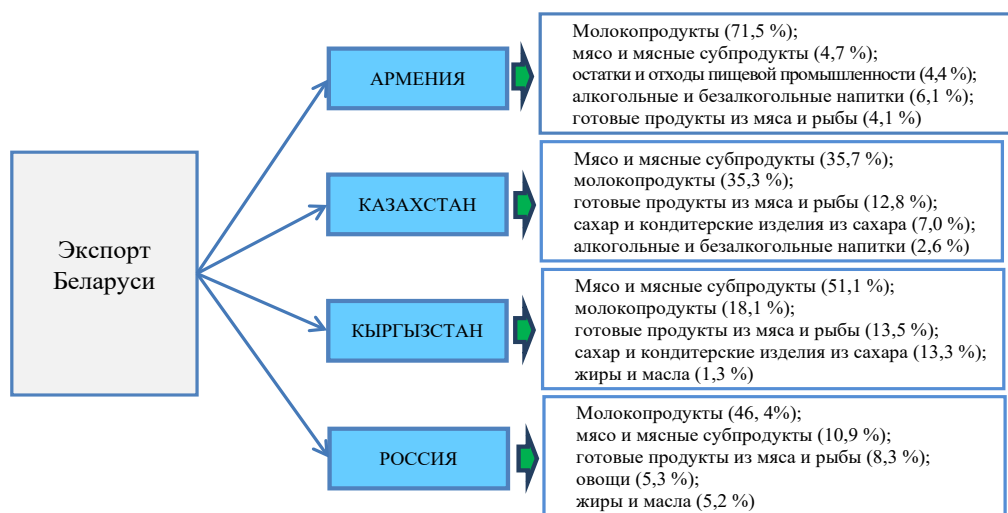 Экспорт
Беларуси
АРМЕНИЯ
Молокопродукты (71,5 %);
мясо и мясные субпродукты (4,7 %);
остатки и отходы пищевой промышленности (4,4 %);
алкогольные и безалкогольные напитки (6,1 %);
готовые продукты из мяса и рыбы (4,1 %)
КАЗАХСТАН
Мясо и мясные субпродукты (35,7 %);
молокопродукты (35,3 %);
готовые продукты из мяса и рыбы (12,8 %);
сахар и кондитерские изделия из сахара (7,0 %);
алкогольные и безалкогольные напитки (2,6 %)
КЫРГЫЗСТАН
Мясо и мясные субпродукты (51,1 %);
молокопродукты (18,1 %);
готовые продукты из мяса и рыбы (13,5 %);
сахар и кондитерские изделия из сахара (13,3 %);
жиры и масла (1,3 %)
РОССИЯ
Молокопродукты (46, 4%);
мясо и мясные субпродукты (10,9 %);
готовые продукты из мяса и рыбы (8,3 %);
овощи (5,3 %);
жиры и масла (5,2 %)